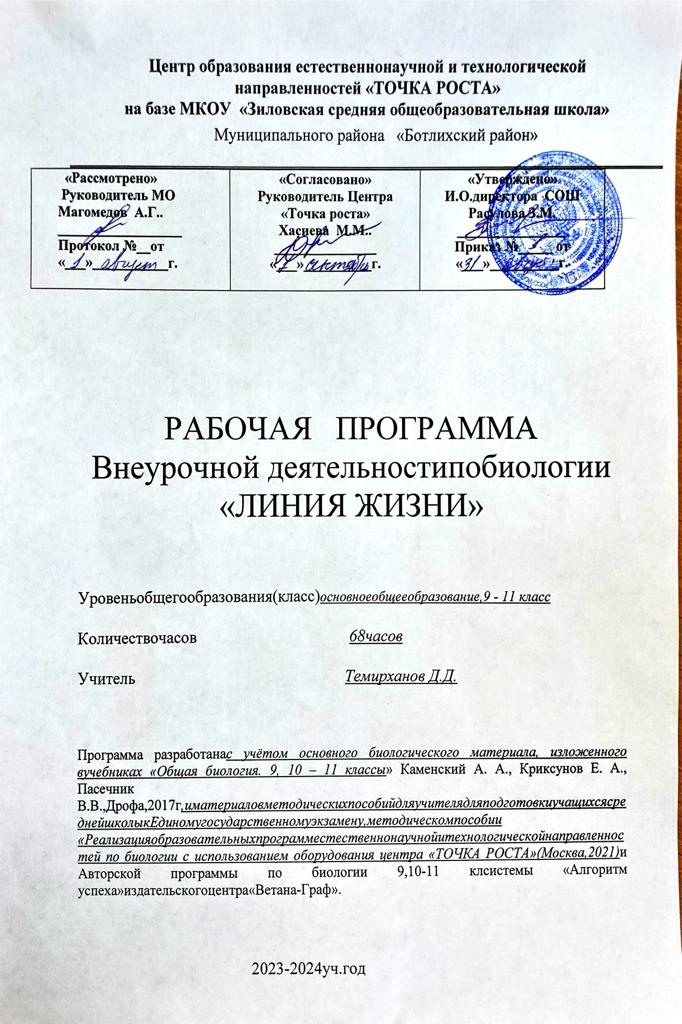 Центр образования естественнонаучной и технологической
направленностей «ТОЧКА РОСТА»
на базе МКОУ «Зиловская средняя общеобразовательная школа»
Муниципального района «Ботлихский район»
«Рассмотрено»
Руководитель МО
Магомедов А.Г..
Протокол №__от
«1» август г.
«Согласовано»
Руководитель Центра
«Точка роста»
Хасиева М.М..
«1» сентябрь г.
«Утверждено»
И.О.директора СОШ
Расулова З.М.
Приказ № от
«31» август г..
РАБОЧАЯ ПРОГРАММА
Внеурочной деятельностипобиологии
«ЛИНИЯ ЖИЗНИ»
Уровеньобщегообразования(класс)основноеобщееобразование,9 - 11 класс
Количествочасов 68часов
Учитель Темирханов Д.Д.
Программа разработанас учётом основного биологического материала, изложенного
вучебниках «Общая биология. 9, 10 – 11 классы» Каменский А. А., Криксунов Е. А.,
Пасечник
В.В.,Дрофа,2017г,иматериаловметодическихпособийдляучителядляподготовкиучащихсясре
днейшколыкЕдиномугосударственномуэкзамену,методическомпособии
«Реализацияобразовательныхпрограмместественнонаучнойитехнологическойнаправленнос
тей по биологии с использованием оборудования центра «ТОЧКА РОСТА»(Москва,2021)и
Авторской программы по биологии 9,10-11 клсистемы «Алгоритм
успеха»издательскогоцентра«Ветана-Граф».
2023-2024уч.год